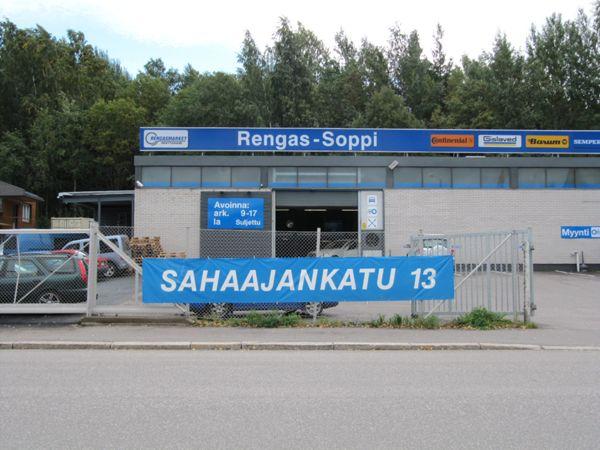 RENGASMARKET
Rengas-Soppi
Continental
Gislaved
Barum
SEMPER
Avoinna:
ark. 9-17
la Suljettu
Myynti
SAHAAJANKATU 13